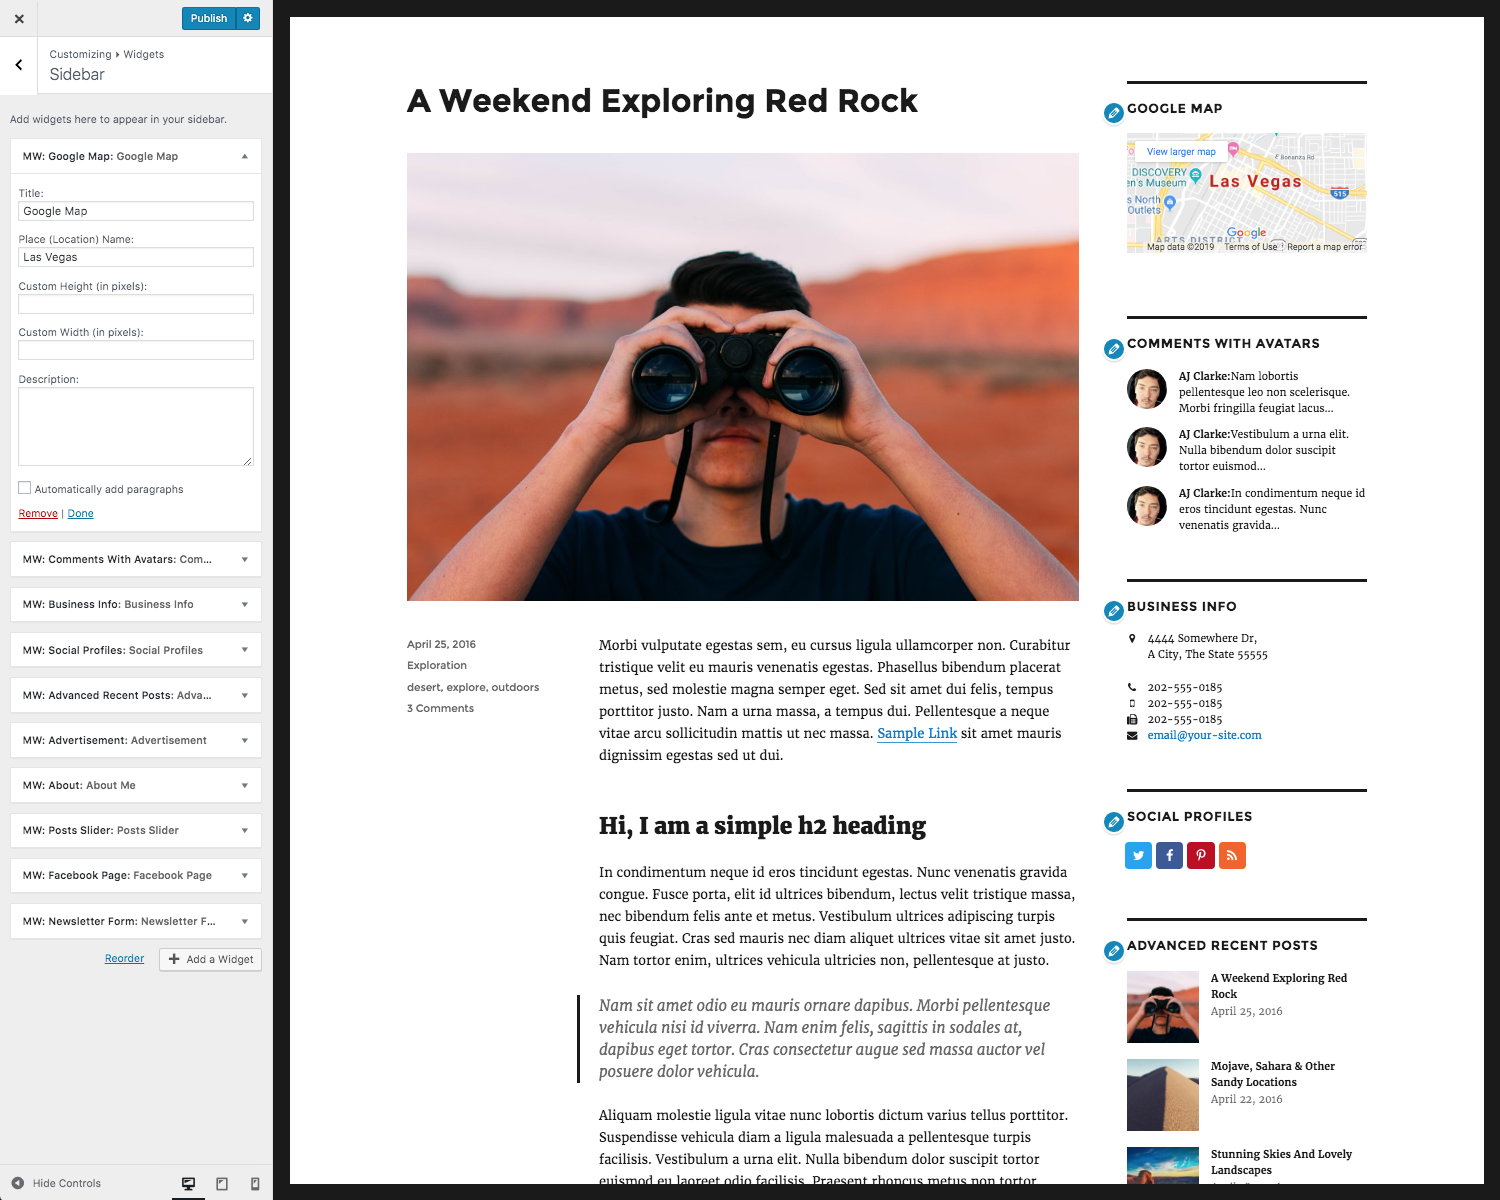 Publish
Customizing ▸ Widgets
Sidebar
Add widgets here to appear in your sidebar.
MW: Google Map: Google Map
Title:
Google Map
Place (Location) Name:
Las Vegas
Custom Height (in pixels):
Custom Width (in pixels):
Description:
Automatically add paragraphs
Remove | Done
MW: Comments With Avatars: Com...
MW: Business Info: Business Info
MW: Social Profiles: Social Profiles
MW: Advanced Recent Posts: Adva...
MW: Advertisement: Advertisement
MW: About: About Me
MW: Posts Slider: Posts Slider
MW: Facebook Page: Facebook Page
MW: Newsletter Form: Newsletter F...
Reorder
Add a Widget
Hide Controls
A Weekend Exploring Red Rock
April 25, 2016
Exploration
desert, explore, outdoors
3 Comments
Morbi vulputate egestas sem, eu cursus ligula ullamcorper non. Curabitur
tristique velit eu mauris venenatis egestas. Phasellus bibendum placerat
metus, sed molestie magna semper eget. Sed sit amet dui felis, tempus
porttitor justo. Nam a urna massa, a tempus dui. Pellentesque a neque
vitae arcu sollicitudin mattis ut nec massa. Sample Link sit amet mauris
dignissim egestas sed ut dui.
Hi, I am a simple h2 heading
In condimentum neque id eros tincidunt egestas. Nunc venenatis gravida
congue. Fusce porta, elit id ultrices bibendum, lectus velit tristique massa,
nec bibendum felis ante et metus. Vestibulum ultrices adipiscing turpis
quis feugiat. Cras sed mauris nec diam aliquet ultrices vitae sit amet justo.
Nam tortor enim, ultrices vehicula ultricies non, pellentesque at justo.
Nam sit amet odio eu mauris ornare dapibus. Morbi pellentesque
vehicula nisi id viverra. Nam enim felis, sagittis in sodales at,
dapibus eget tortor. Cras consectetur augue sed massa auctor vel
posuere dolor vehicula.
Aliquam molestie ligula vitae nunc lobortis dictum varius tellus porttitor.
Suspendisse vehicula diam a ligula malesuada a pellentesque turpis
facilisis. Vestibulum a urna elit. Nulla bibendum dolor suscipit tortor
euismod eu laoreet odio facilisis. Praesent rhoncus metus non tortor
GOOGLE MAP
View larger map
E Bonanza Rd
DISCOVERY
en's Museum
Las Vegas
515
s North
Outlets
Google
ARTS DISTRICT
Map data ©2019 Terms of Use Report a map error
COMMENTS WITH AVATARS
AJ Clarke:Nam lobortis
pellentesque leo non scelerisque.
Morbi fringilla feugiat lacus...
AJ Clarke:Vestibulum a urna elit.
Nulla bibendum dolor suscipit
tortor euismod...
AJ Clarke:In condimentum neque id
eros tincidunt egestas. Nunc
venenatis gravida...
BUSINESS INFO
4444 Somewhere Dr,
A City, The State 55555
202-555-0185
202-555-0185
202-555-0185
email@your-site.com
SOCIAL PROFILES
ADVANCED RECENT POSTS
A Weekend Exploring Red
Rock
April 25, 2016
Mojave, Sahara & Other
Sandy Locations
April 22, 2016
Stunning Skies And Lovely
Landscapes